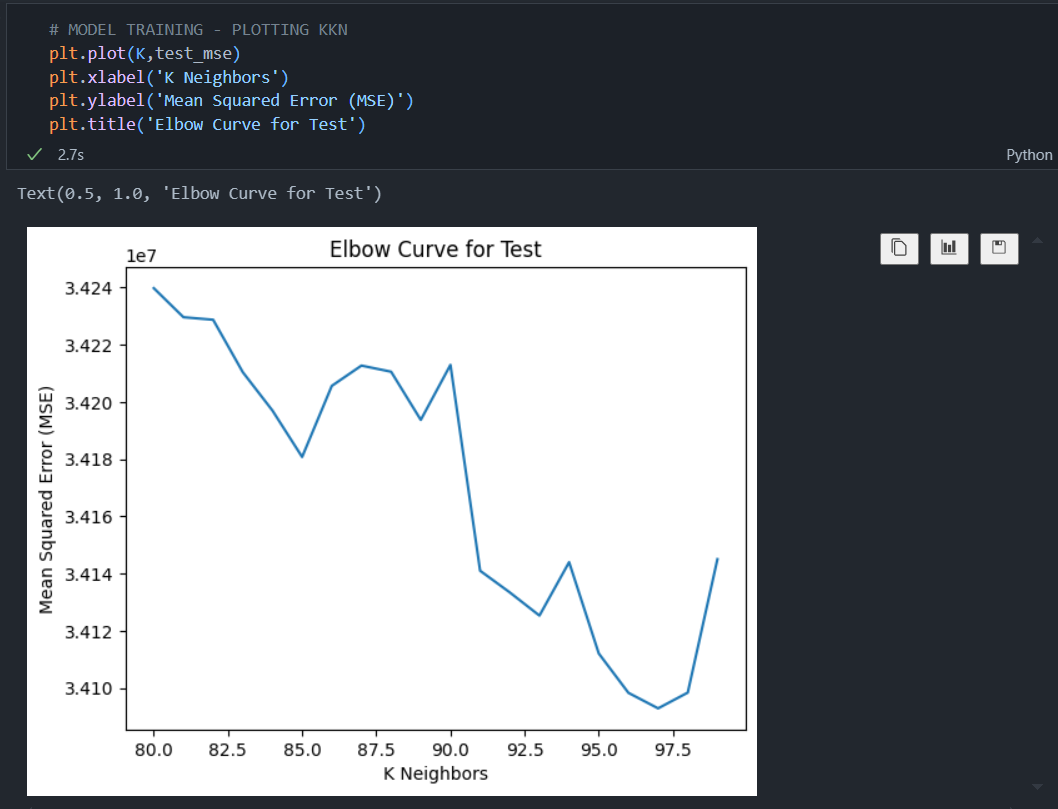 # MODEL TRAINING - PLOTTING KKN
plt.plot(K,test_mse)
plt.xlabel('K Neighbors')
plt.ylabel('Mean Squared Error (MSE)')
plt.title('Elbow Curve for Test')
2.7s
Python
Text(0.5, 1.0, 'Elbow Curve for Test')
Elbow Curve for Test
1e7
3.424
3.422
3.420
3.418
3.416
3.414
3.412
3.410
Mean Squared Error (MSE)
80.0 82.5 85.0 87.5 90.0 92.5 95.0 97.5
K Neighbors